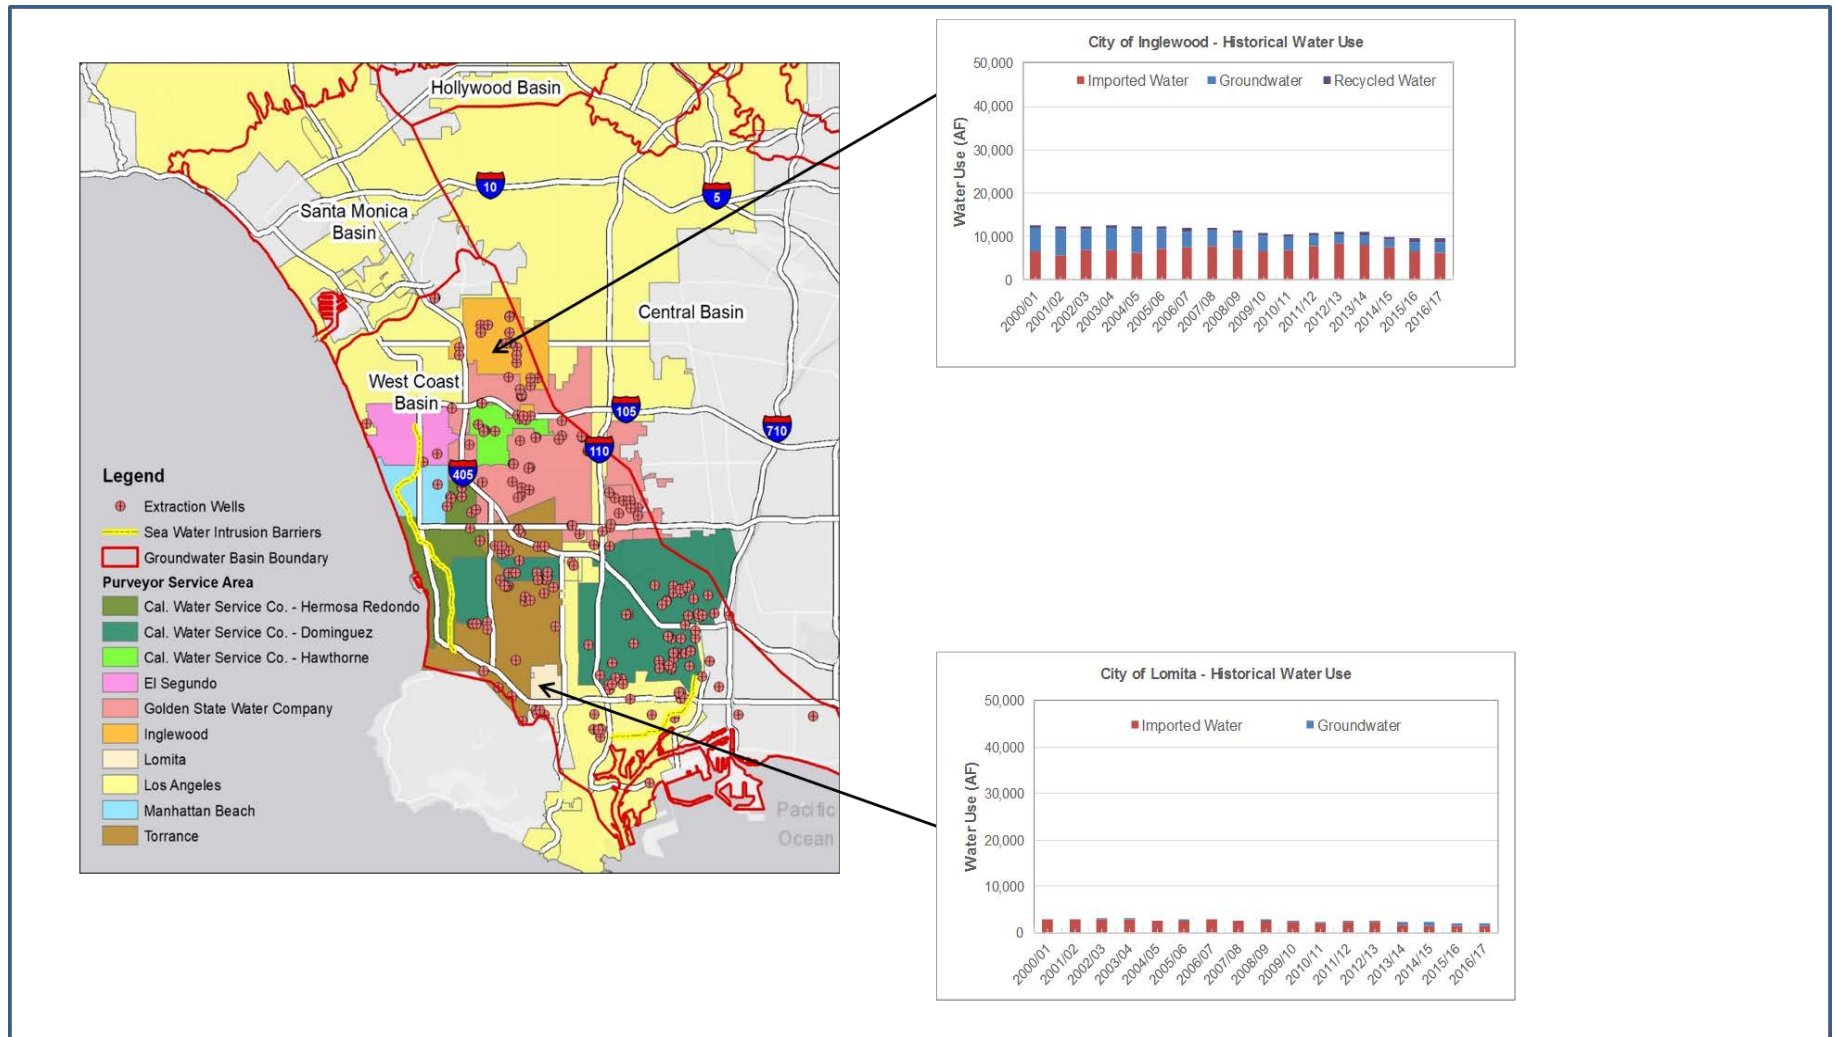 Hollywood Basin
10
5
Santa Monica
Basin
Central Basin
West Coast
Basin
105
710
110
405
Legend
Extraction Wells
Sea Water Intrusion Barriers
Groundwater Basin Boundary
Purveyor Service Area
Cal. Water Service Co. - Hermosa Redondo
Cal. Water Service Co. - Dominguez
Cal. Water Service Co. - Hawthorne
El Segundo
Golden State Water Company
Inglewood
Lomita
Los Angeles
Manhattan Beach
Torrance
Pacific
Ocean
City of Inglewood - Historical Water Use
Imported Water Groundwater Recycled Water
Water Use (AF)
50,000
40,000
30,000
20,000
10,000
0
2000/01 2001/02 2002/03 2003/04 2004/05 2005/06 2006/07 2007/08 2008/09 2009/10 2010/11 2011/12 2012/13 2013/14 2014/15 2015/16 2016/17
City of Lomita - Historical Water Use
Imported Water Groundwater
Water Use (AF)
50,000
40,000
30,000
20,000
10,000
0
2000/01 2001/02 2002/03 2003/04 2004/05 2005/06 2006/07 2007/08 2008/09 2009/10 2010/11 2011/12 2012/13 2013/14 2014/15 2015/16 2016/17